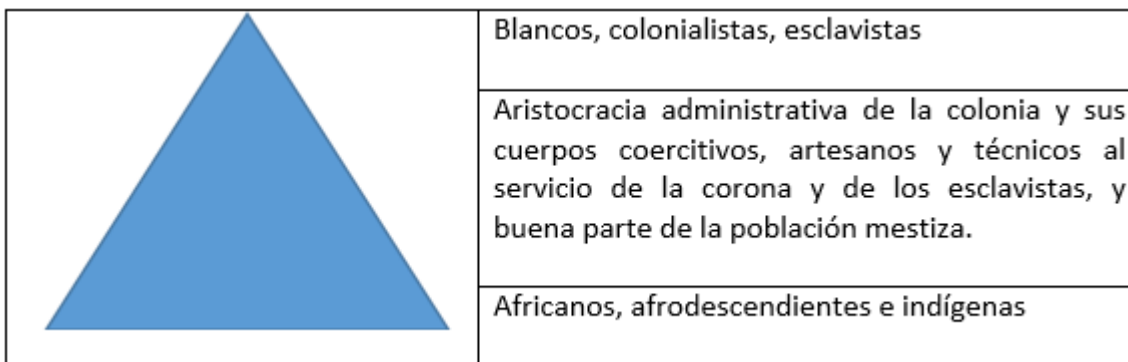 Blancos, colonialistas, esclavistas
Aristocracia administrativa de la colonia y sus
cuerpos coercitivos, artesanos y técnicos al
servicio de la corona y de los esclavistas, y
buena parte de la población mestiza.
Africanos, afrodescendientes e indígenas